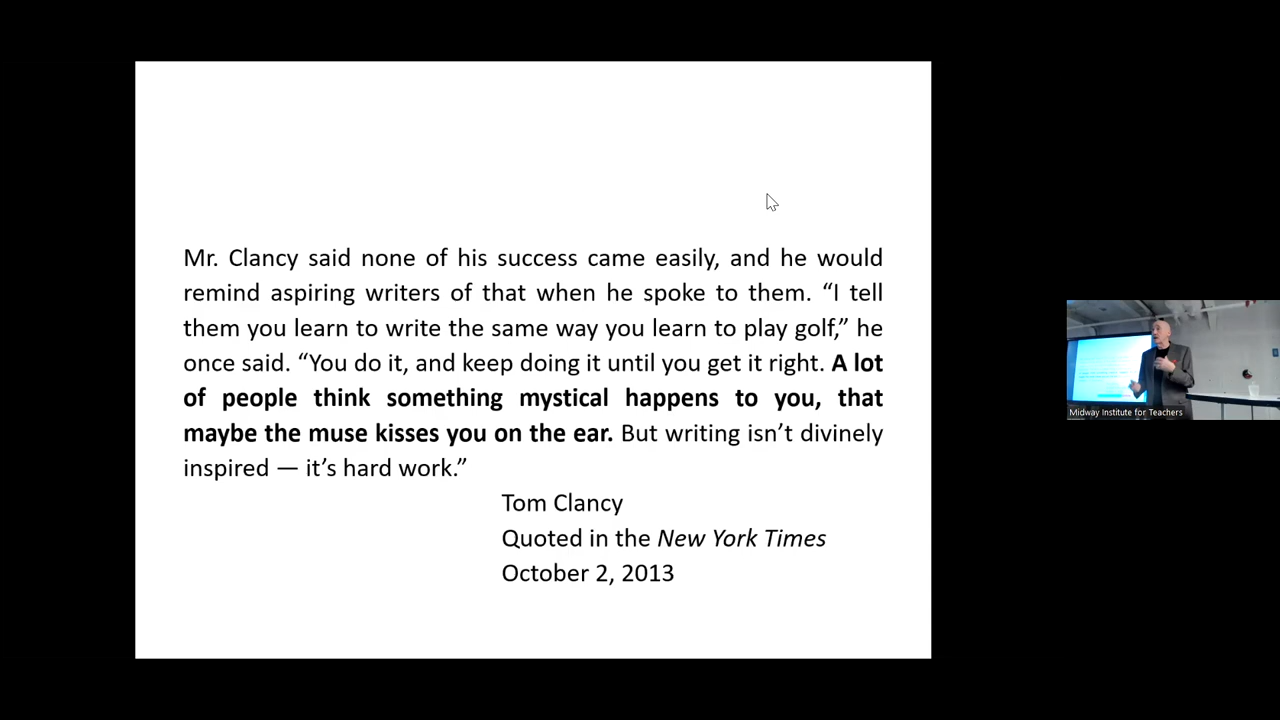 Mr. Clancy said none of his success came easily, and he would
remind aspiring writers of that when he spoke to them. “I tell
them you learn to write the same way you learn to play golf,” he
once said. “You do it, and keep doing it until you get it right. A lot
of people think something mystical happens to you, that
maybe the muse kisses you on the ear. But writing isn’t divinely
inspired — it’s hard work.”
Tom Clancy
Quoted in the New York Times
October 2, 2013
Midway Institute for Teachers